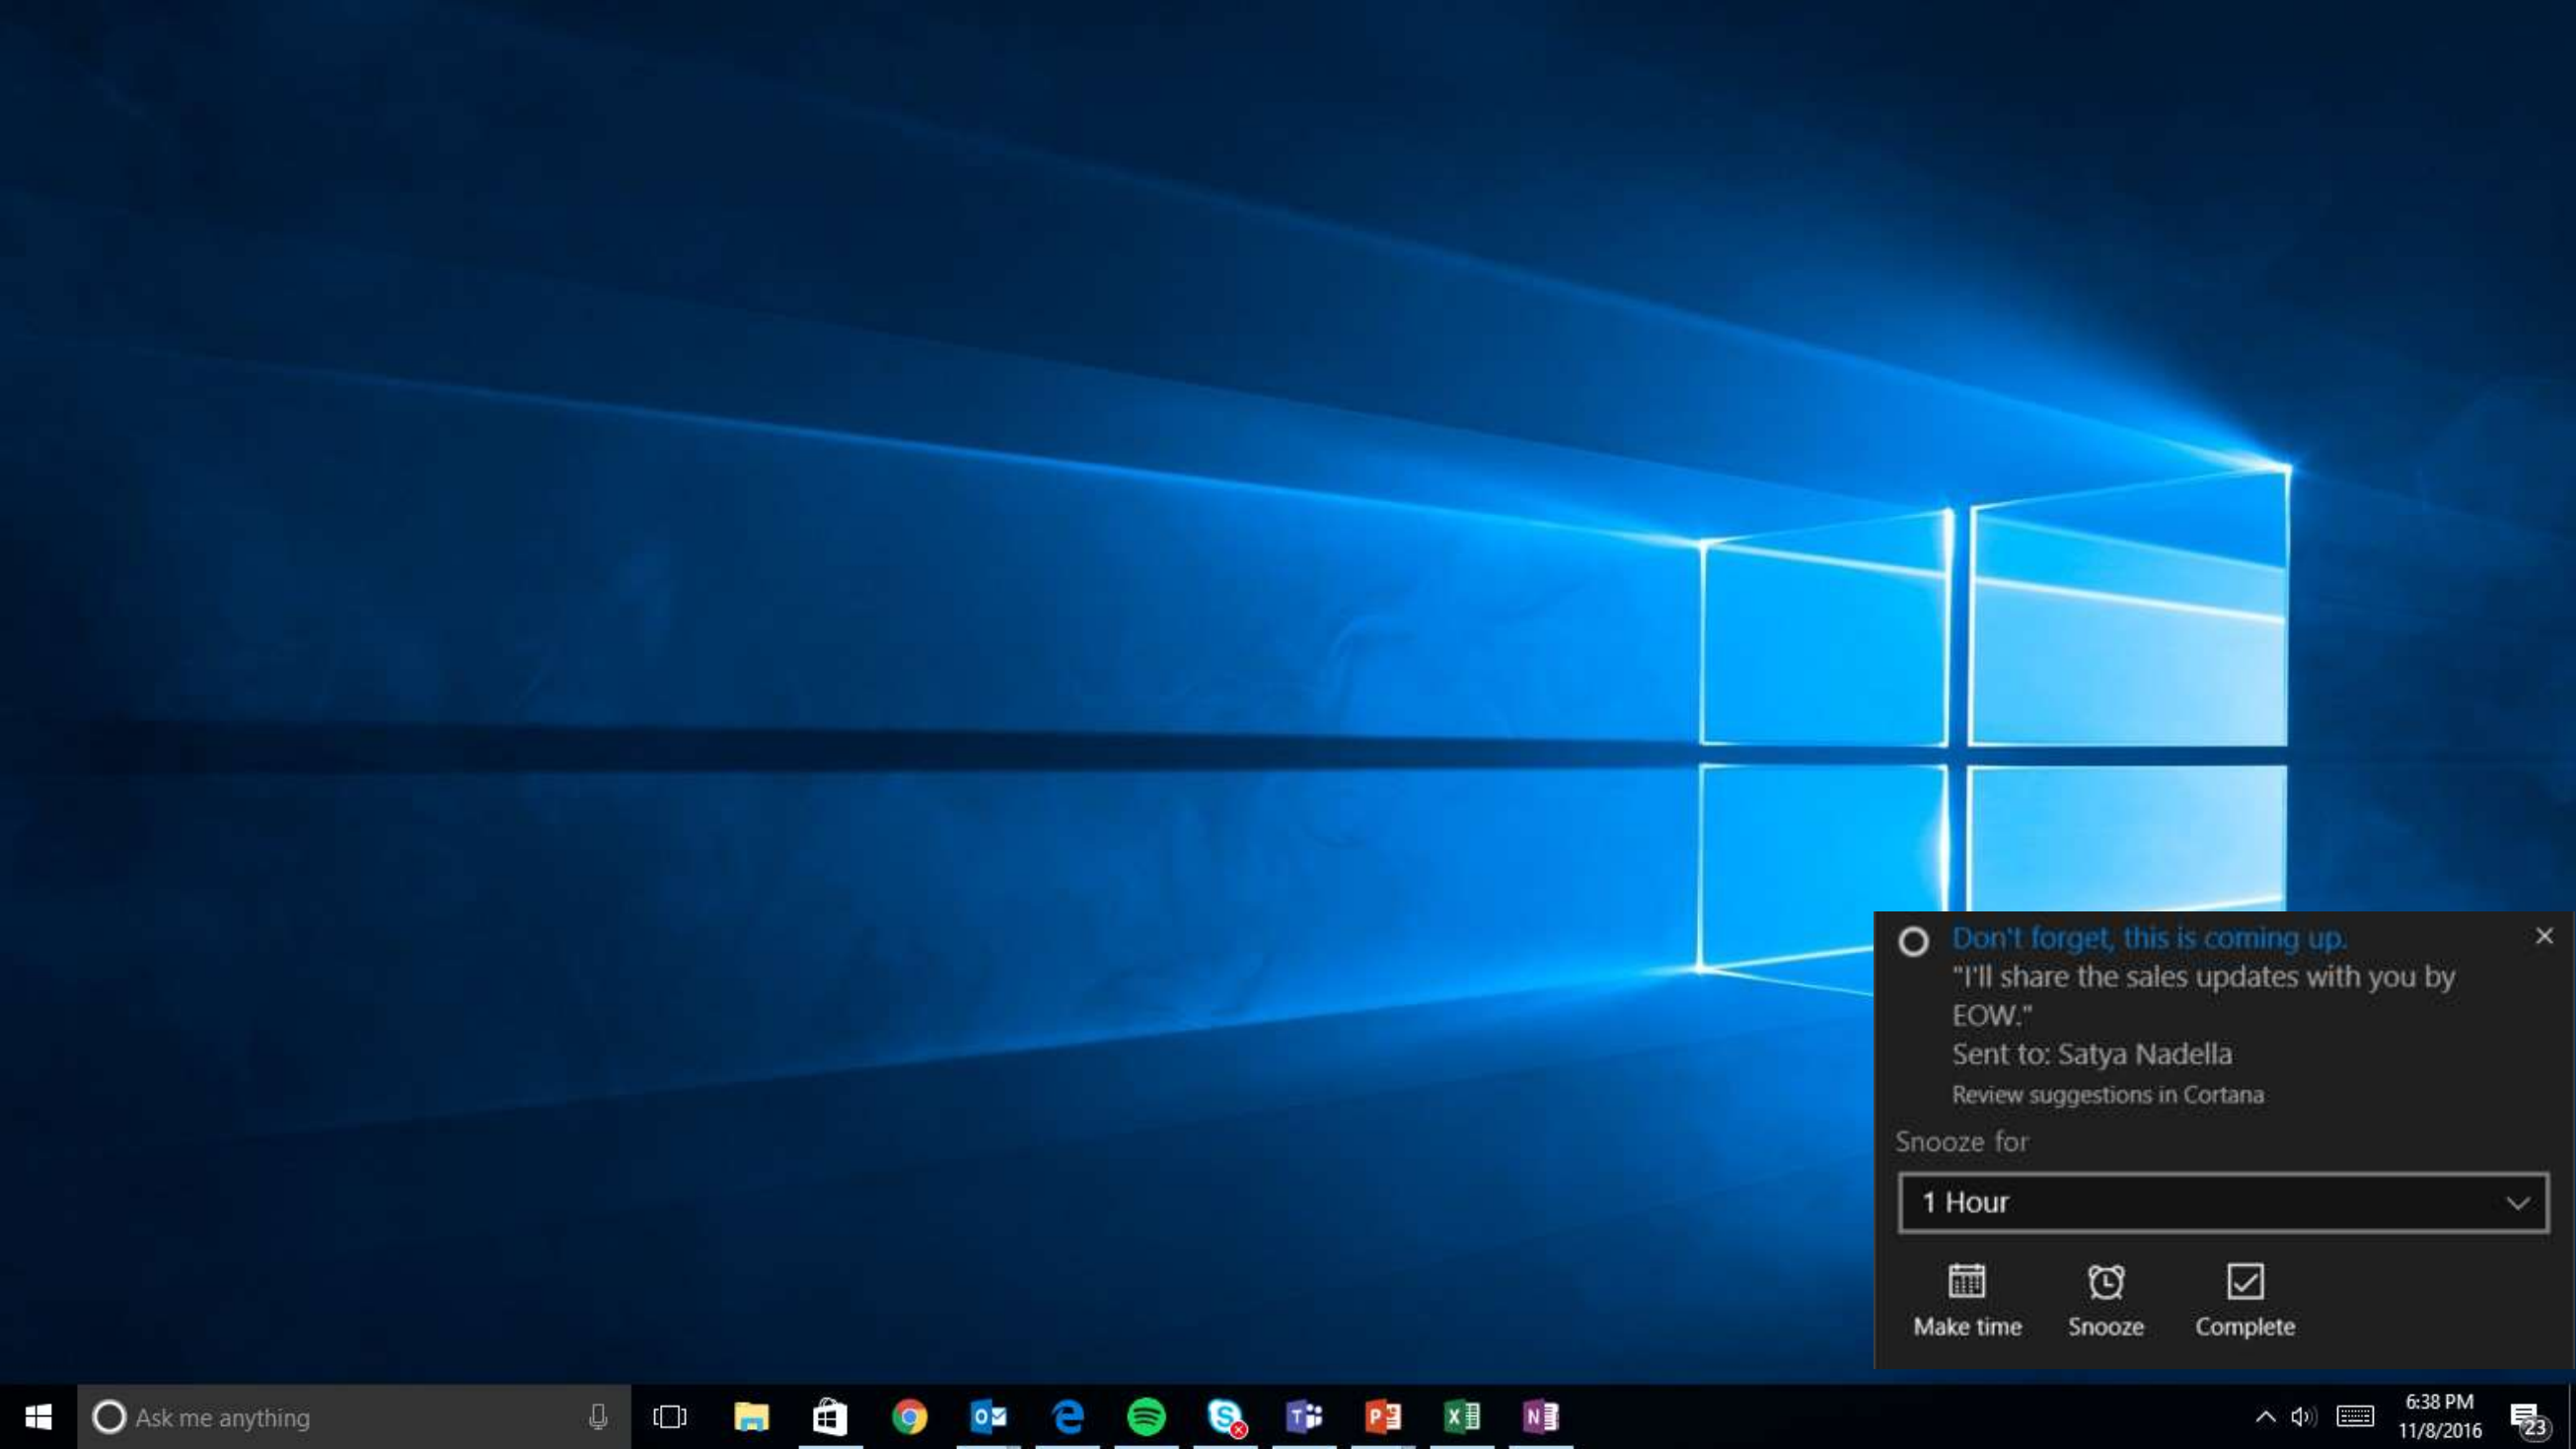 Don't forget, this is coming up.
"I'll share the sales updates with you by
EOW."
Sent to: Satya Nadella
Review suggestions in Cortana
Snooze for
1 Hour
Make time
Snooze
Complete
Ask me anything
6:38 PM
11/8/2016
23